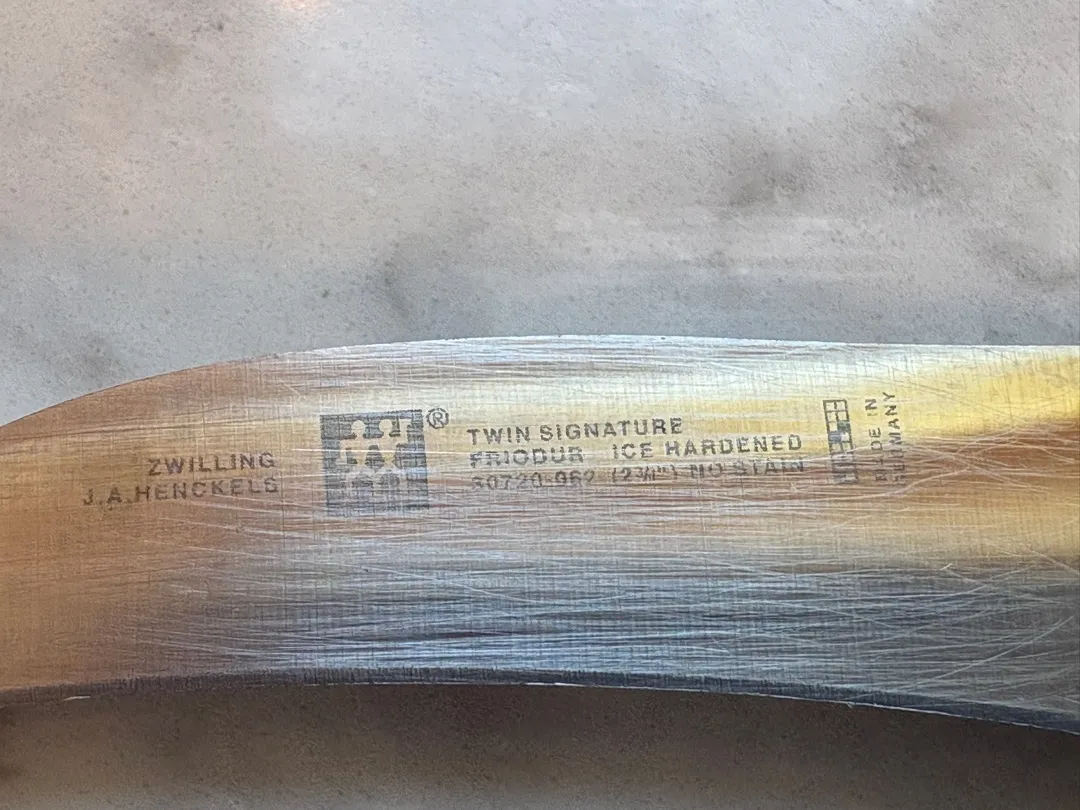 ZWILLING
J.A.HENCKELS
®
TWIN SIGNATURE
FRIODUR ICE HARDENED
NO STAIN
MADE IN
GERMANY